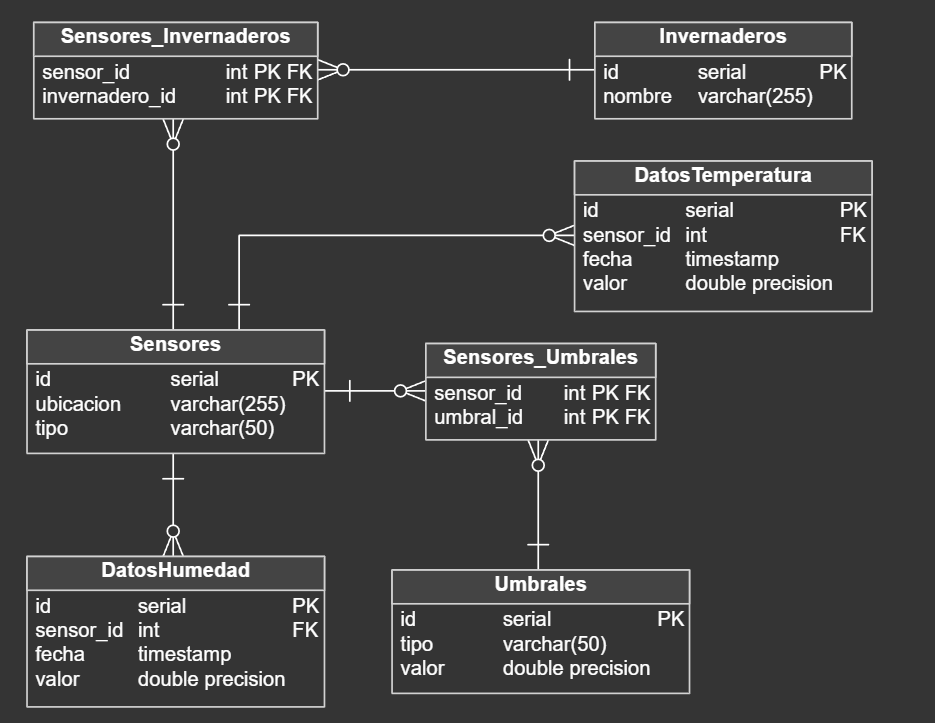 Sensores_Invernaderos
sensor_id int PK FK
invernadero_id int PK FK
Invernaderos
id serial PK
nombre varchar(255)
DatosTemperatura
id serial PK
sensor_id int FK
fecha timestamp
valor double precision
Sensores
id serial PK
ubicacion varchar(255)
tipo varchar(50)
Sensores_Umbrales
sensor_id int PK FK
umbral_id int PK FK
DatosHumedad
id serial PK
sensor_id int FK
fecha timestamp
valor double precision
Umbrales
id serial PK
tipo varchar(50)
valor double precision